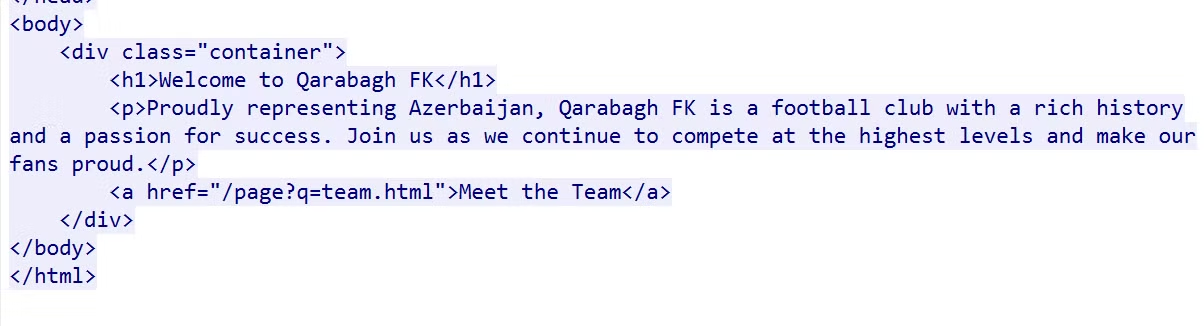 </head>
<body>
    <div class="container">
        <h1>Welcome to Qarabagh FK</h1>
        <p>Proudly representing Azerbaijan, Qarabagh FK is a football club with a rich history
and a passion for success. Join us as we continue to compete at the highest levels and make our
fans proud.</p>
        <a href="/page?q=team.html">Meet the Team</a>
    </div>
</body>
</html>